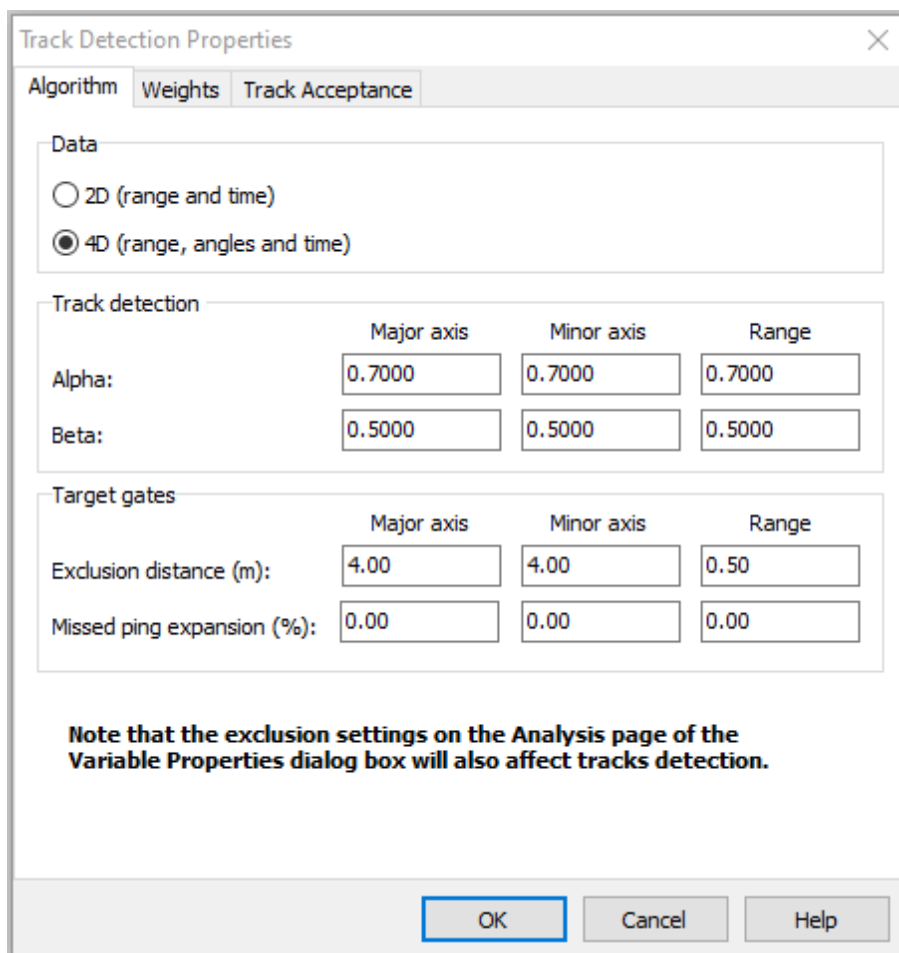 Track Detection Properties
Algorithm Weights Track Acceptance
Data
2D (range and time)
4D (range, angles and time)
Track detection
Major axis Minor axis Range
Alpha: 0.7000 0.7000 0.7000
Beta: 0.5000 0.5000 0.5000
Target gates
Major axis Minor axis Range
Exclusion distance (m): 4.00 4.00 0.50
Missed ping expansion (%): 0.00 0.00 0.00
Note that the exclusion settings on the Analysis page of the
Variable Properties dialog box will also affect tracks detection.
OK Cancel Help